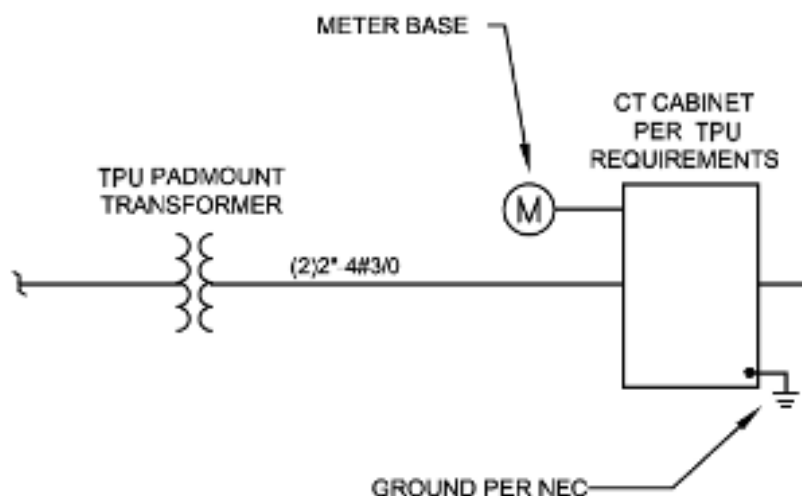 METER BASE
CT CABINET
PER TPU
REQUIREMENTS
TPU PADMOUNT
TRANSFORMER
M
(2)2"-4#3/0
GROUND PER NEC